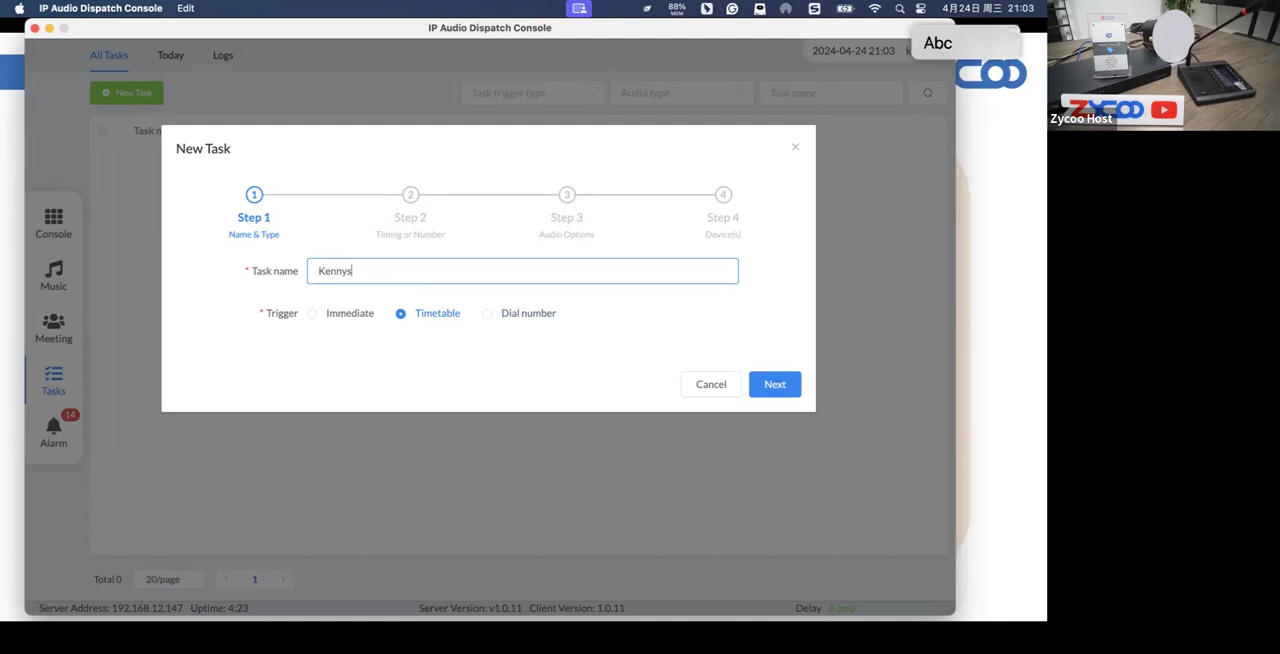 IP Audio Dispatch Console Edit 88% MEM 4月24日 周三 21:03
IP Audio Dispatch Console
All Tasks Today Logs 2024-04-24 21:03 k
Abc
New Task Task trigger type Audio type Task name
Task n
New Task
1 2 3 4
Step 1 Step 2 Step 3 Step 4
Name & Type Timing or Number Audio Options Device(s)
* Task name Kennys
* Trigger Immediate Timetable Dial number
Cancel Next
Console
Music
Meeting
Tasks
14
Alarm
Total 0 20/page 1
Server Address: 192.168.12.147 Uptime: 4:23 Server Version: v1.0.11 Client Version: 1.0.11 Delay 8 (ms)
ZYCOO
Zycoo Host